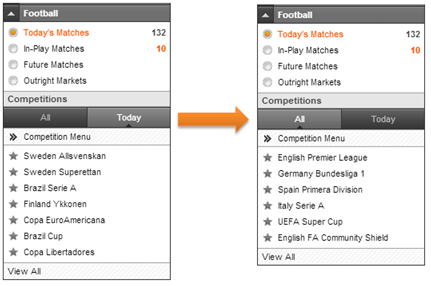 Football
Today's Matches 132
In-Play Matches 10
Future Matches
Outright Markets
Competitions
All Today
Competition Menu
Sweden Allsvenskan
Sweden Superettan
Brazil Serie A
Finland Ykkonen
Copa EuroAmericana
Brazil Cup
Copa Libertadores
View All
Football
Today's Matches 132
In-Play Matches 10
Future Matches
Outright Markets
Competitions
All Today
Competition Menu
English Premier League
Germany Bundesliga 1
Spain Primera Division
Italy Serie A
UEFA Super Cup
English FA Community Shield
View All